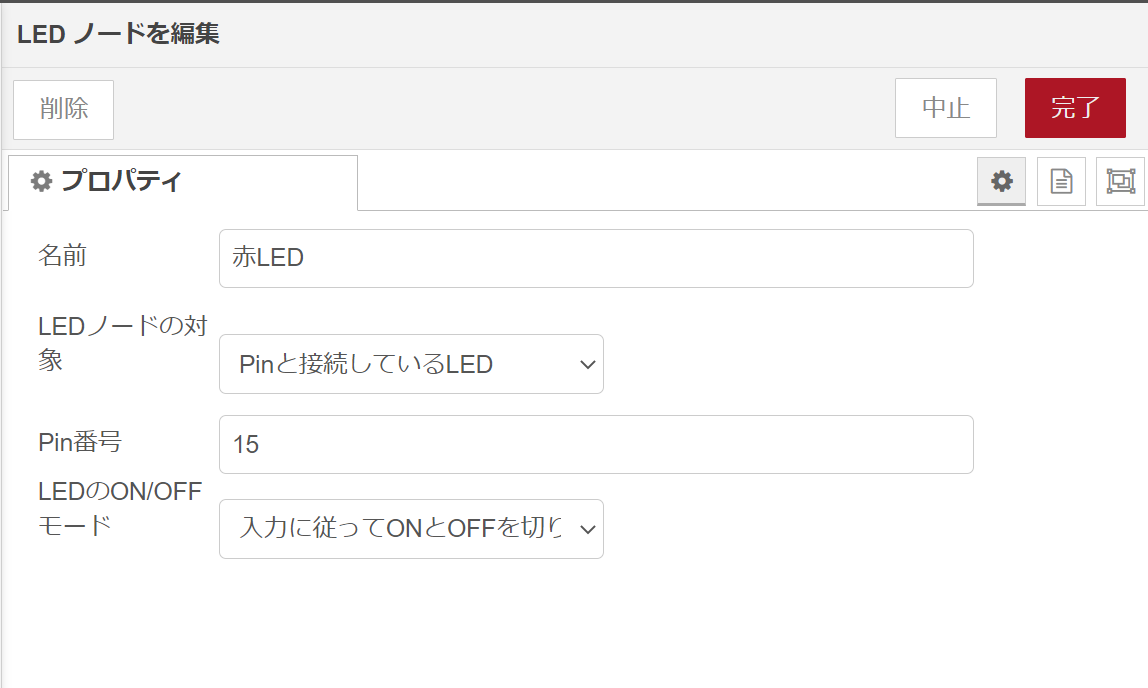 LED ノードを編集
削除
中止
完了
プロパティ
名前
赤LED
LEDノードの対
象
Pinと接続しているLED
Pin番号
15
LEDのON/OFF
モード
入力に従ってONとOFFを切り